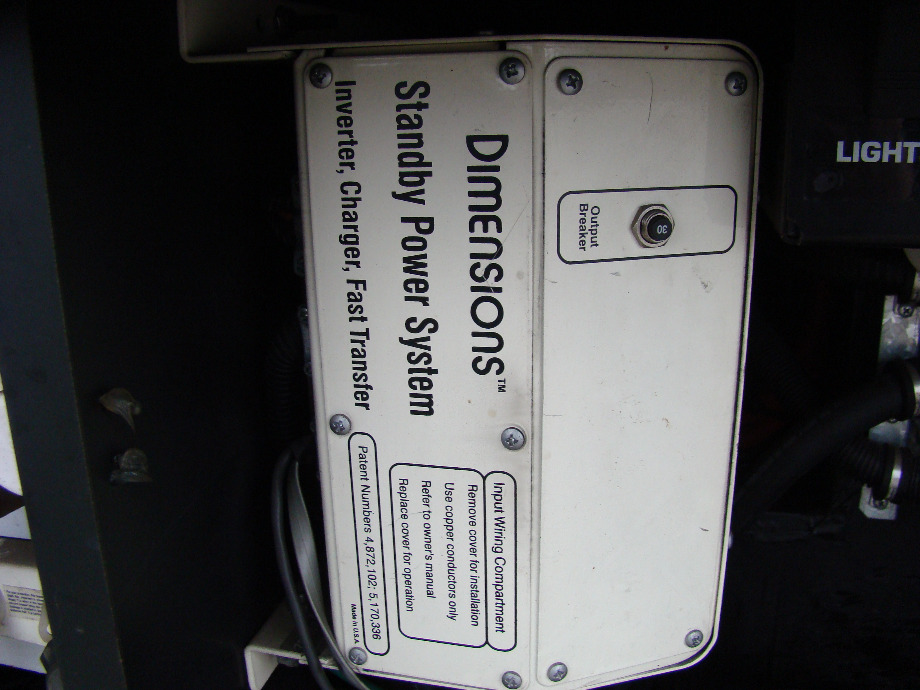 DIMENSIONS™
Standby Power System
Inverter, Charger, Fast Transfer
Output
Breaker
30
Input Wiring Compartment
Remove cover for installation
Use copper conductors only
Refer to owner's manual
Replace cover for operation
Patent Numbers 4,872,102; 5,170,336
Made in U.S.A.
LIGHT